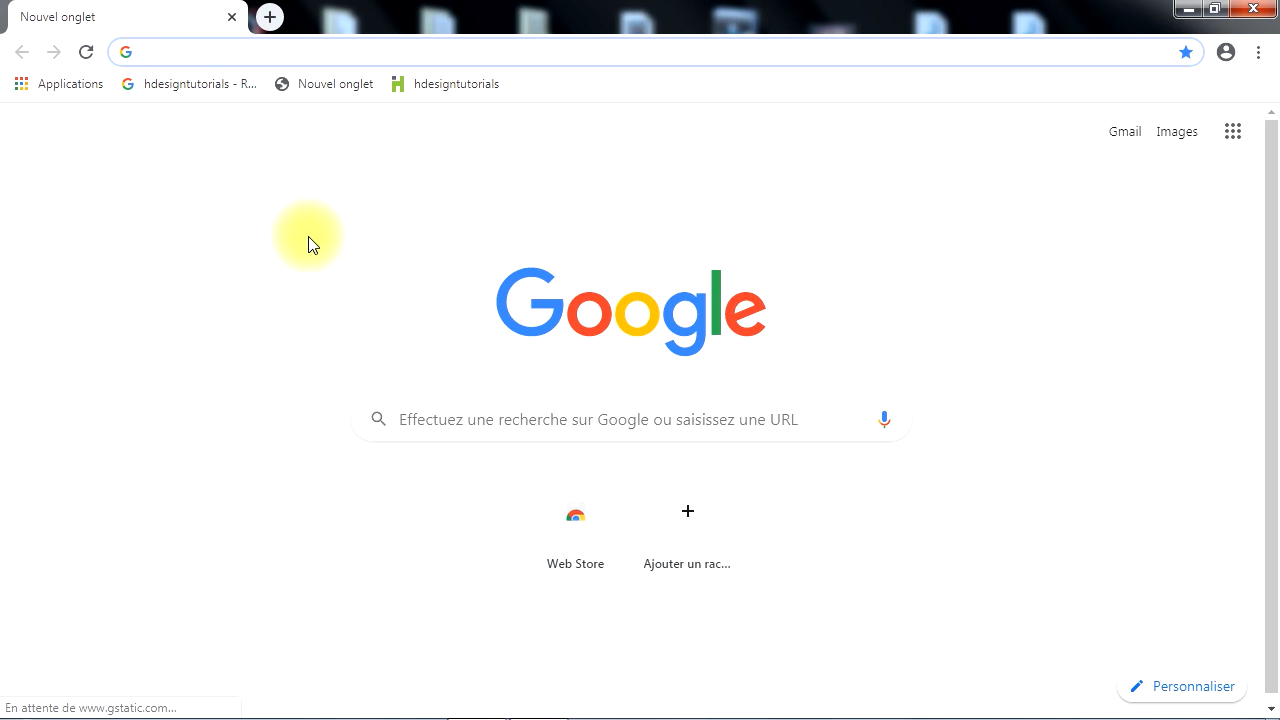 Nouvel onglet
Applications
hdesigntutorials - R...
Nouvel onglet
hdesigntutorials
Gmail
Images
Google
Effectuez une recherche sur Google ou saisissez une URL
Web Store
Ajouter un rac...
Personnaliser
En attente de www.gstatic.com...